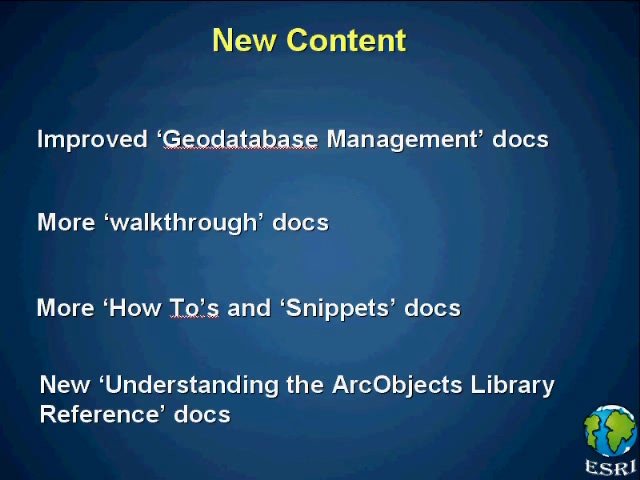 New Content
Improved ‘Geodatabase Management’ docs
More ‘walkthrough’ docs
More ‘How To’s and ‘Snippets’ docs
New ‘Understanding the ArcObjects Library
Reference’ docs
ESRI